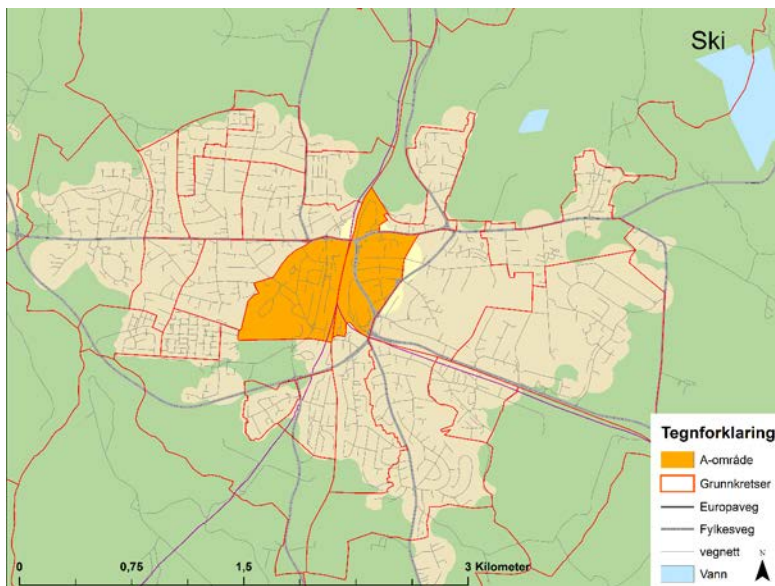 Ski
Tegnforklaring
A-område
Grunnkretser
Europaveg
Fylkesveg
vegnett
N
Vann
0 0,75 1,5 3 Kilometer